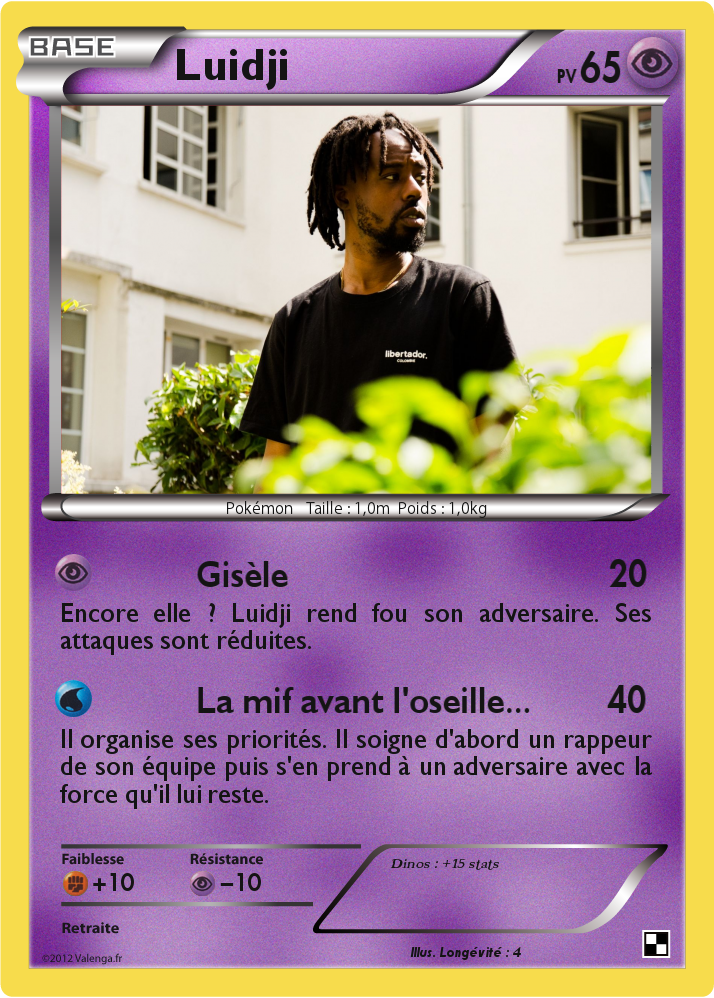 BASE
Luidji
PV 65
libertador.
COLOMBIE
Pokémon Taille : 1,0m Poids : 1,0kg
Gisèle 20
Encore elle ? Luidji rend fou son adversaire. Ses
attaques sont réduites.
La mif avant l'oseille... 40
Il organise ses priorités. Il soigne d'abord un rappeur
de son équipe puis s'en prend à un adversaire avec la
force qu'il lui reste.
Faiblesse Résistance
+10 −10
Dinos : +15 stats
Retraite
Illus. Longévité : 4
©2012 Valenga.fr